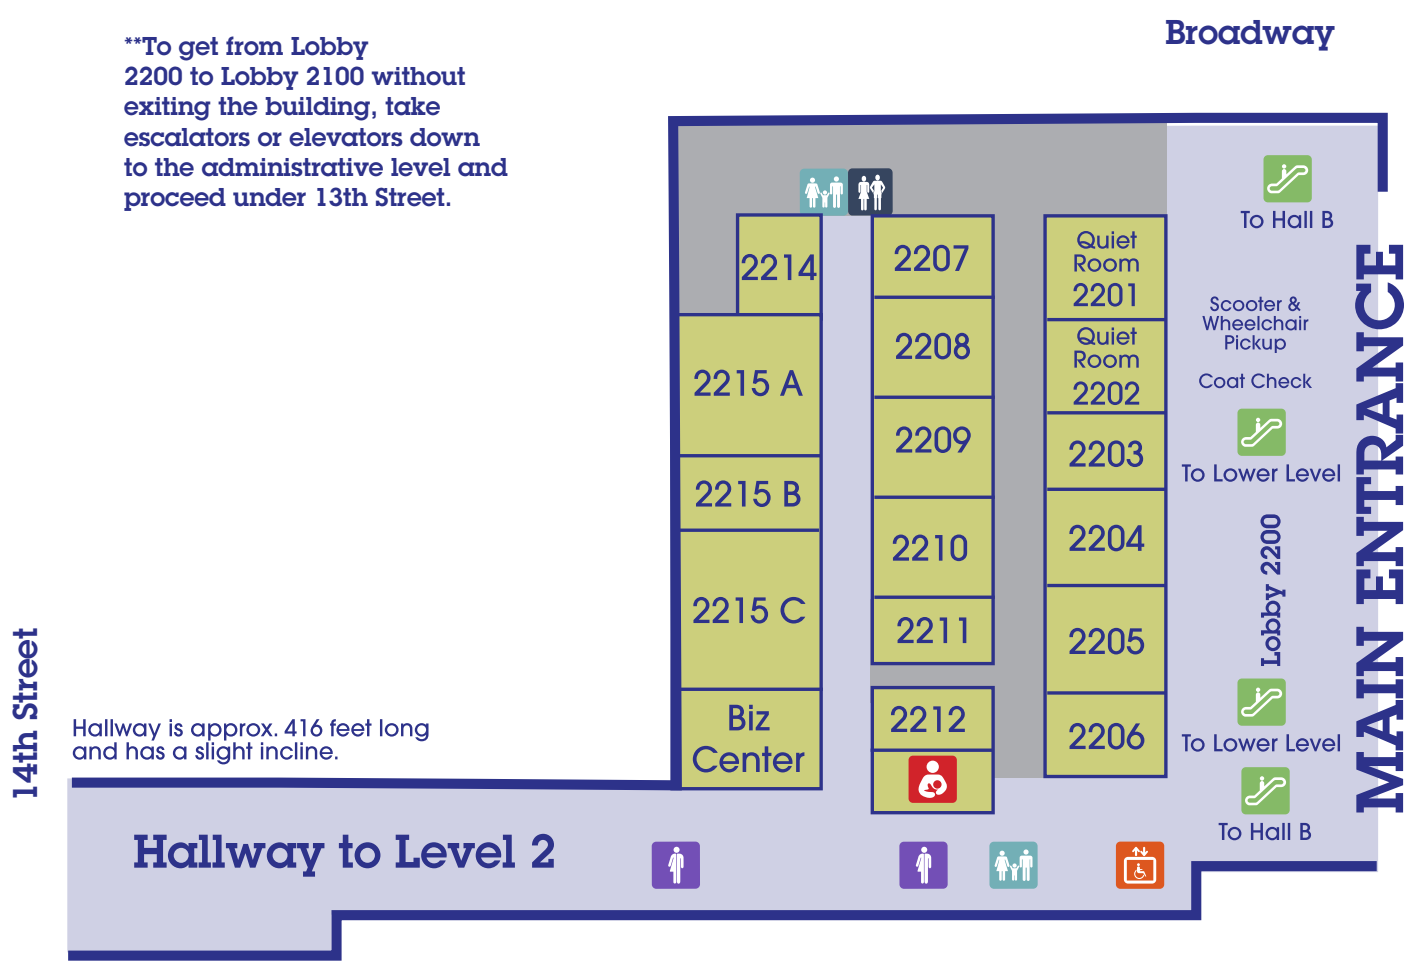 Broadway
**To get from Lobby
2200 to Lobby 2100 without
exiting the building, take
escalators or elevators down
to the administrative level and
proceed under 13th Street.
To Hall B
2214
2207
Quiet
Room
2201
Scooter &
Wheelchair
Pickup
2208
Quiet
Room
2202
2215 A
Coat Check
2209
2203
To Lower Level
2215 B
2210
2204
Lobby 2200
MAIN ENTRANCE
2215 C
2211
2205
14th Street
Hallway is approx. 416 feet long
and has a slight incline.
Biz
Center
2212
2206
To Lower Level
To Hall B
Hallway to Level 2